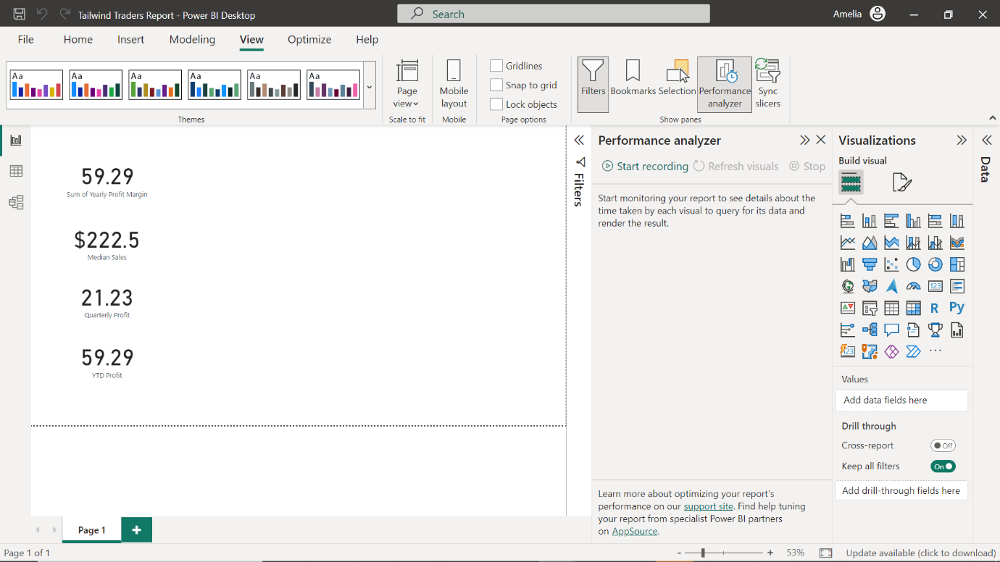 Tailwind Traders Report - Power BI Desktop
Search
Amelia
File
Home
Insert
Modeling
View
Optimize
Help
Aa
Aa
Aa
Aa
Aa
Aa
Themes
Page
view
Scale to fit
Mobile
layout
Mobile
Gridlines
Snap to grid
Lock objects
Page options
Filters
Bookmarks
Selection
Performance
analyzer
Sync
slicers
Show panes
59.29
Sum of Yearly Profit Margin
$222.5
Median Sales
21.23
Quarterly Profit
59.29
YTD Profit
Filters
Performance analyzer
Start recording
Refresh visuals
Stop
Start monitoring your report to see details about the
time taken by each visual to query for its data and
render the result.
Learn more about optimizing your report's
performance on our support site. Find help tuning
your report from specialist Power BI partners
on AppSource.
Visualizations
Build visual
123
R
Py
123
Values
Add data fields here
Drill through
Cross-report
Off
Keep all filters
On
Add drill-through fields here
Data
Page 1
+
Page 1 of 1
- + 53%
Update available (click to download)